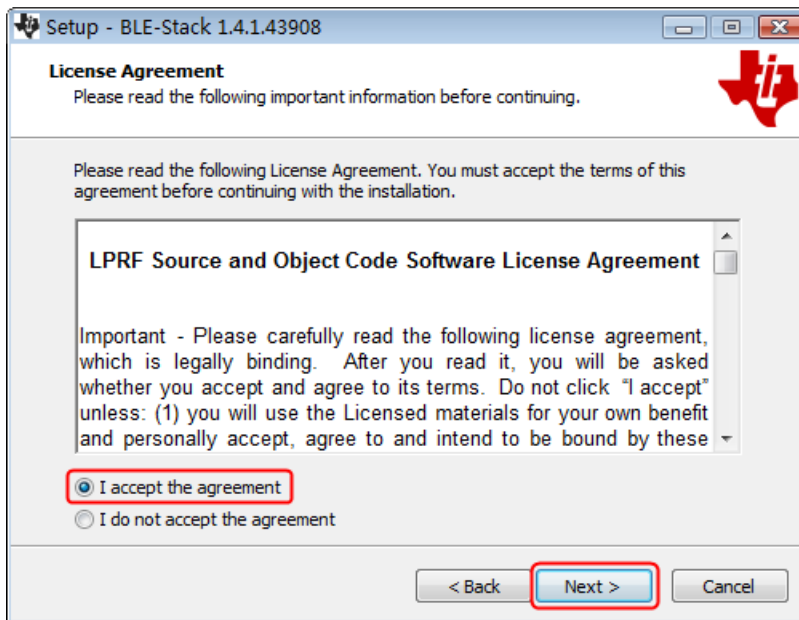 Setup - BLE-Stack 1.4.1.43908
License Agreement
Please read the following important information before continuing.
Please read the following License Agreement. You must accept the terms of this
agreement before continuing with the installation.
LPRF Source and Object Code Software License Agreement
Important - Please carefully read the following license agreement,
which is legally binding. After you read it, you will be asked
whether you accept and agree to its terms. Do not click “I accept”
unless: (1) you will use the Licensed materials for your own benefit
and personally accept, agree to and intend to be bound by these
I accept the agreement
I do not accept the agreement
< Back Next > Cancel